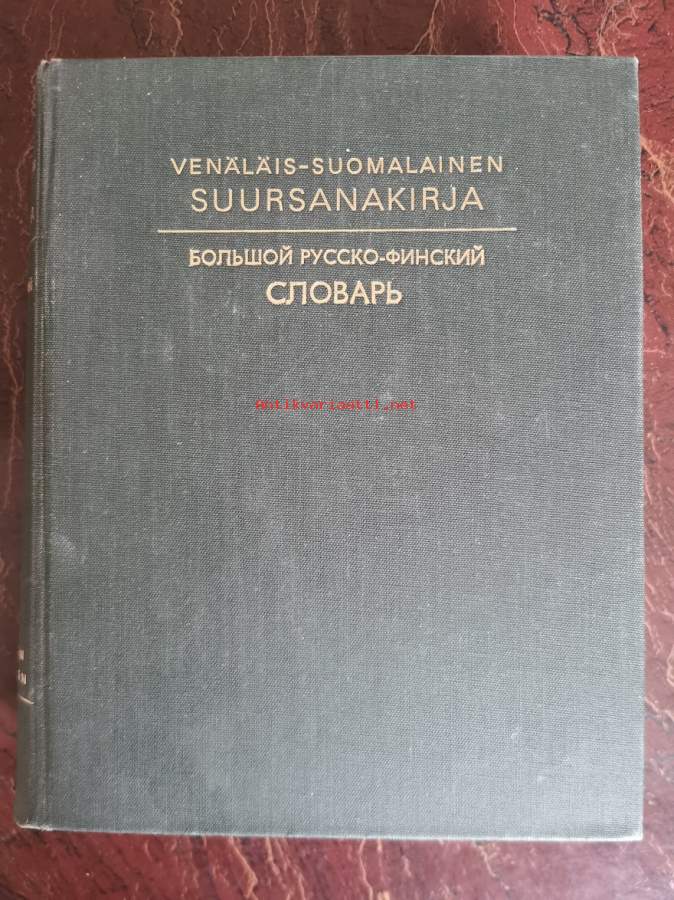 VENÄLÄIS-SUOMALAINEN
SUURSANAKIRJA
БОЛЬШОЙ РУССКО-ФИНСКИЙ
СЛОВАРЬ
Antikvariaatti.net